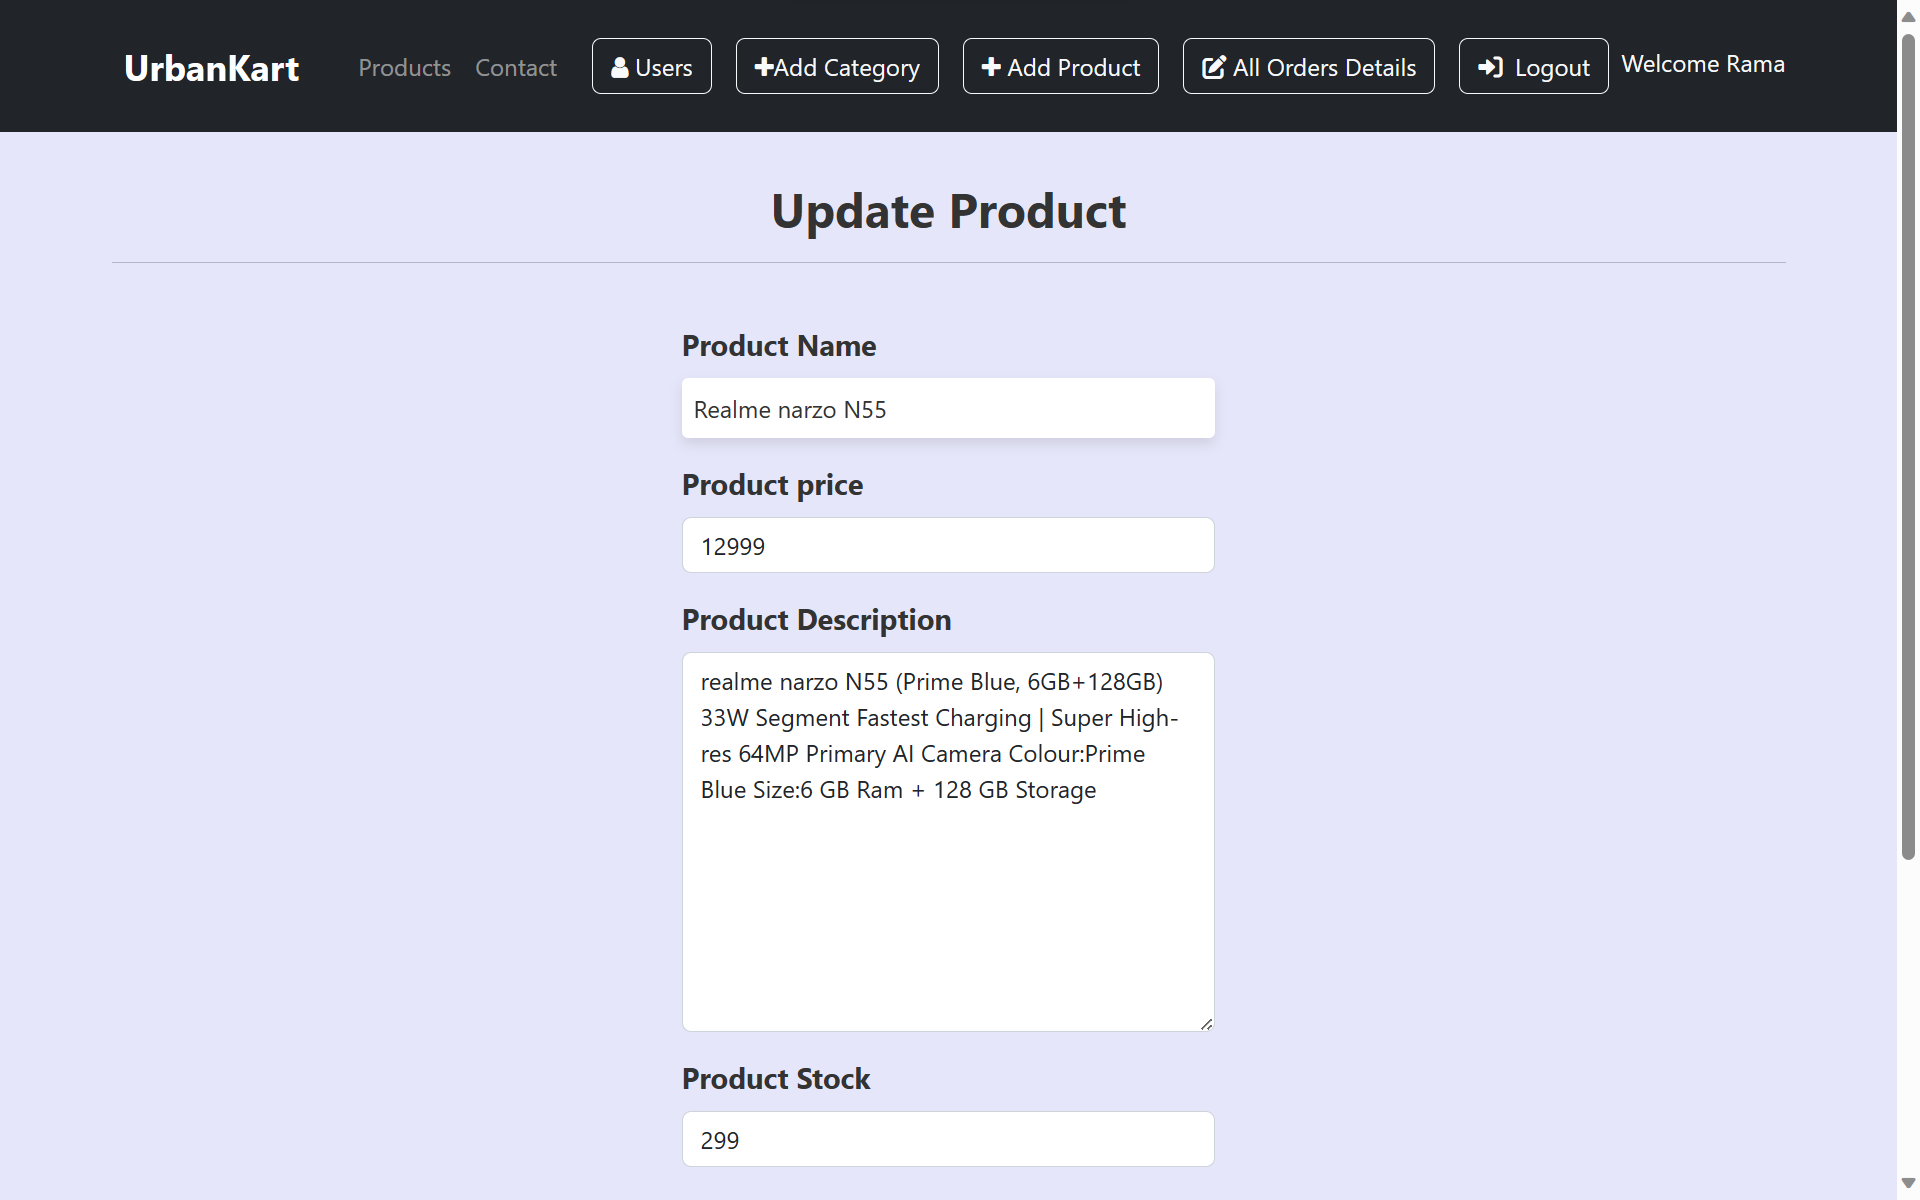 UrbanKart
Products
Contact
Users
Add Category
Add Product
All Orders Details
Logout
Welcome Rama
Update Product
Product Name
Realme narzo N55
Product price
12999
Product Description
realme narzo N55 (Prime Blue, 6GB+128GB)
33W Segment Fastest Charging | Super High-
res 64MP Primary AI Camera Colour:Prime
Blue Size:6 GB Ram + 128 GB Storage
Product Stock
299